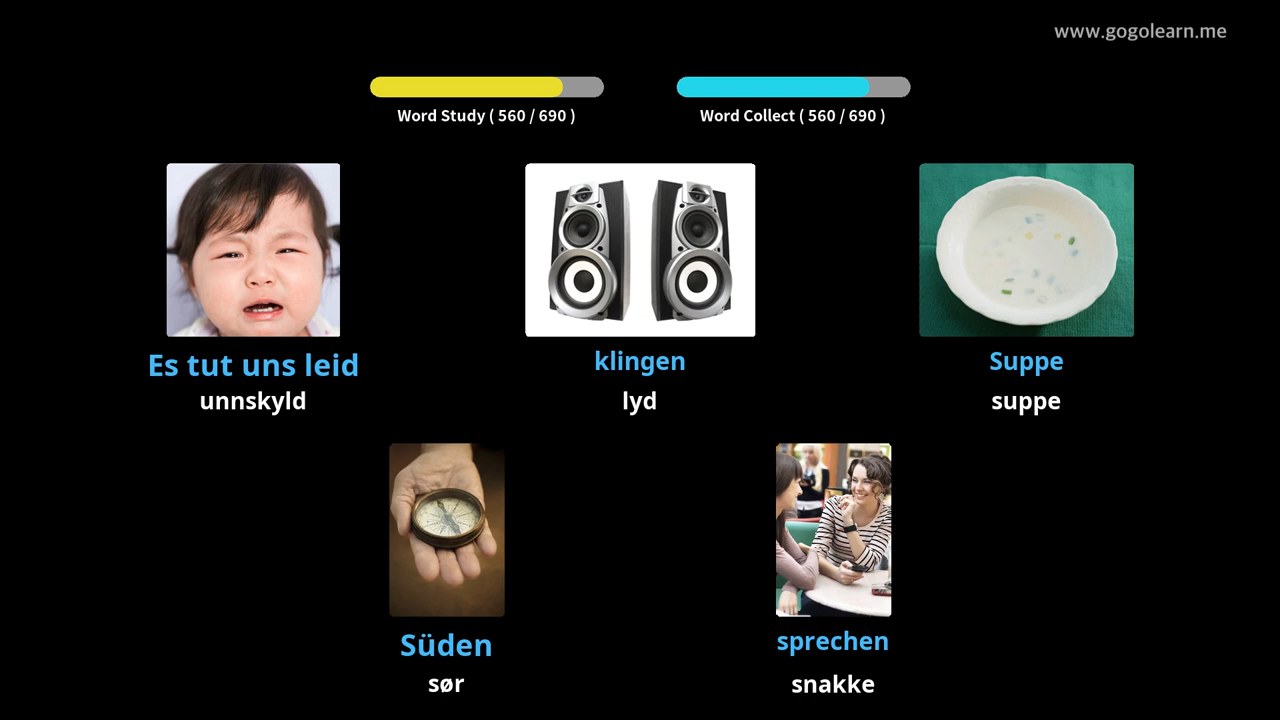 www.gogolearn.me
Word Study ( 560 / 690 )
Word Collect ( 560 / 690 )
Es tut uns leid
unnskyld
klingen
lyd
Suppe
suppe
Süden
sør
sprechen
snakke